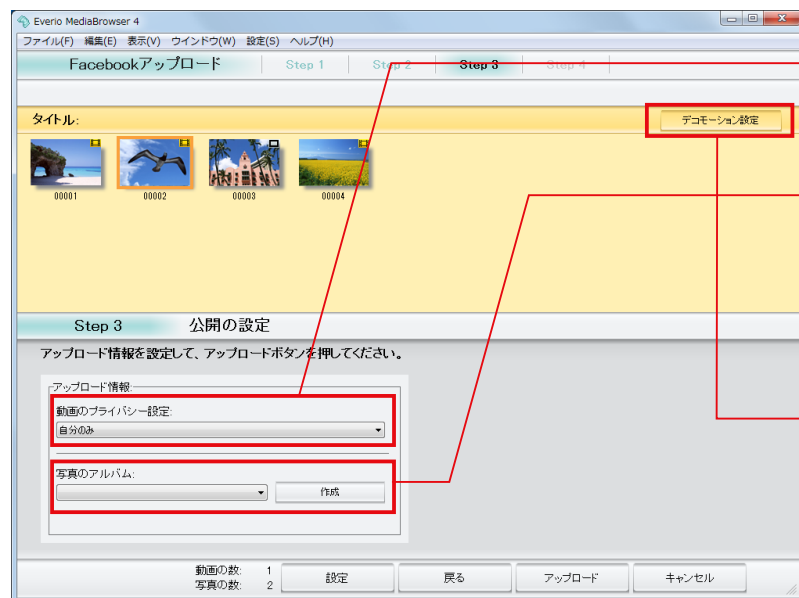 Everio MediaBrowser 4
ファイル(F) 編集(E) 表示(V) ウインドウ(W) 設定(S) ヘルプ(H)
Facebookアップロード Step 1 Step 2 Step 3 Step 4
タイトル: デコモーション設定
00001 00002 00003 00004
Step 3 公開の設定
アップロード情報を設定して、アップロードボタンを押してください。
アップロード情報:
動画のプライバシー設定:
自分のみ
写真のアルバム:
作成
動画の数: 1
写真の数: 2
設定 戻る アップロード キャンセル